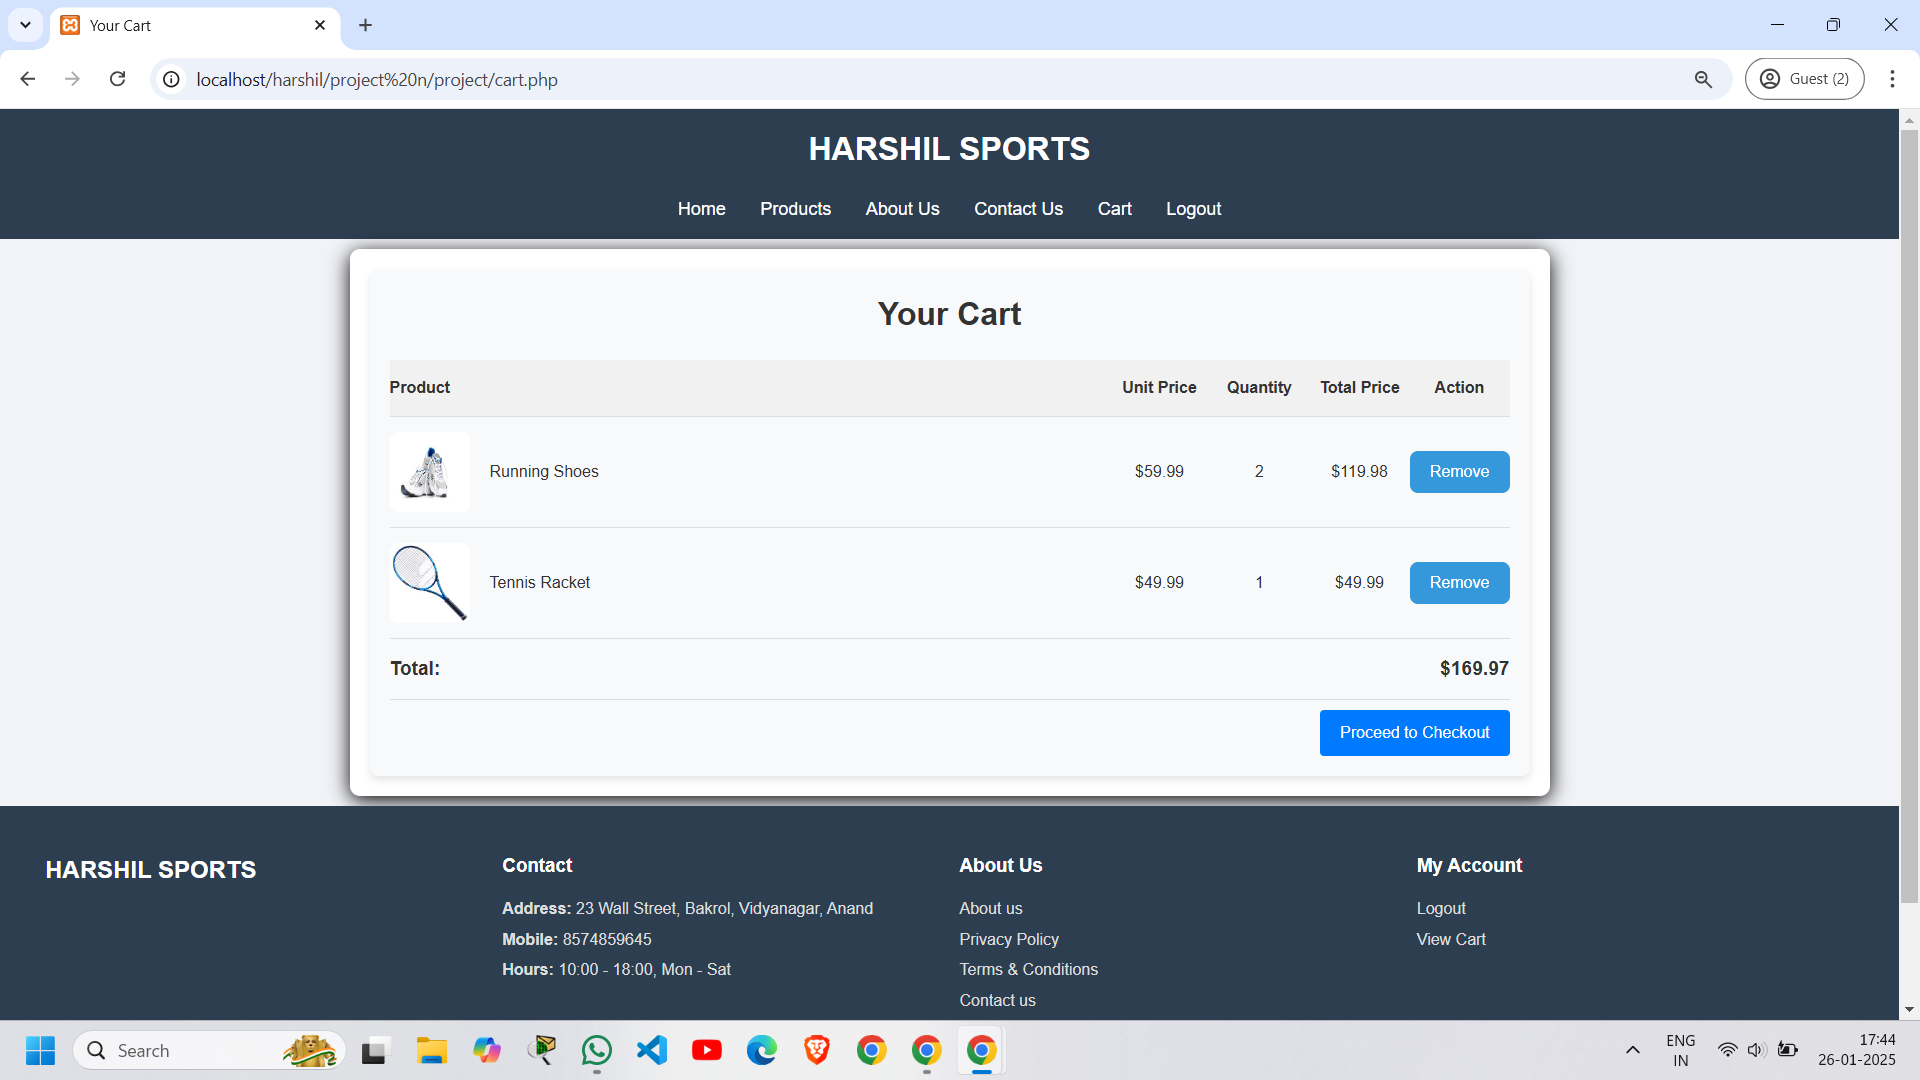 Your Cart
localhost/harshil/project%20n/project/cart.php
Guest (2)
HARSHIL SPORTS
Home Products About Us Contact Us Cart Logout
Your Cart
Product Unit Price Quantity Total Price Action
Running Shoes $59.99 2 $119.98 Remove
Tennis Racket $49.99 1 $49.99 Remove
Total: $169.97
Proceed to Checkout
HARSHIL SPORTS
Contact
Address: 23 Wall Street, Bakrol, Vidyanagar, Anand
Mobile: 8574859645
Hours: 10:00 - 18:00, Mon - Sat
About Us
About us
Privacy Policy
Terms & Conditions
Contact us
My Account
Logout
View Cart
Search
ENG
IN
17:44
26-01-2025